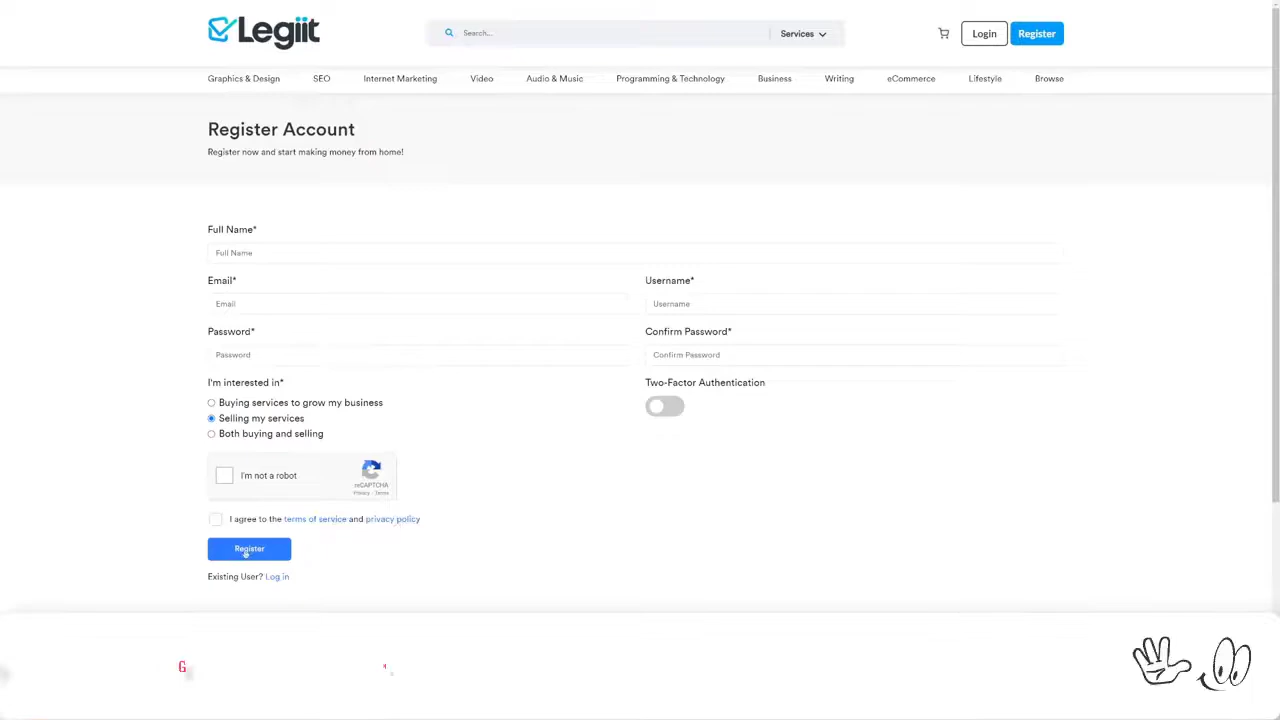 Legiit
Search...
Services
Login
Register
Graphics & Design
SEO
Internet Marketing
Video
Audio & Music
Programming & Technology
Business
Writing
eCommerce
Lifestyle
Browse
Register Account
Register now and start making money from home!
Full Name*
Full Name
Email*
Username*
Email
Username
Password*
Confirm Password*
Password
Confirm Password
I'm interested in*
Two-Factor Authentication
Buying services to grow my business
Selling my services
Both buying and selling
I'm not a robot
reCAPTCHA
Privacy - Terms
I agree to the terms of service and privacy policy
Register
Existing User? Log in
G